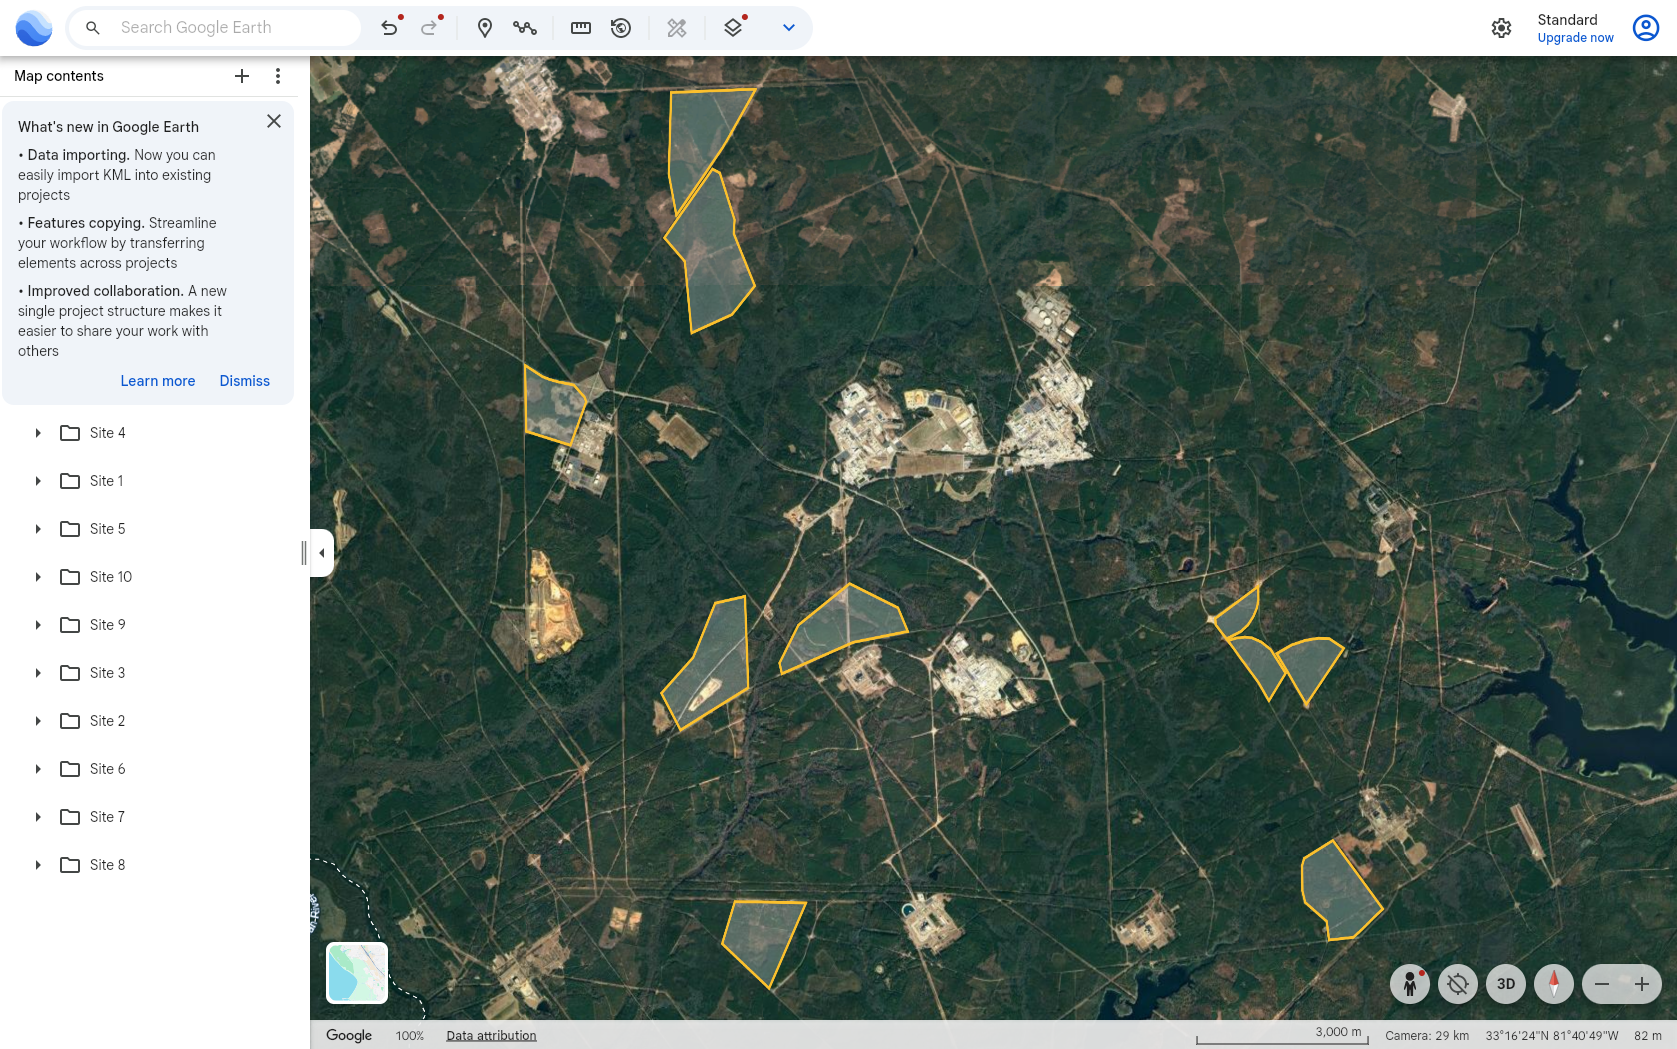 Search Google Earth
Standard
Upgrade now
Map contents
What's new in Google Earth
• Data importing. Now you can
easily import KML into existing
projects
• Features copying. Streamline
your workflow by transferring
elements across projects
• Improved collaboration. A new
single project structure makes it
easier to share your work with
others
Learn more
Dismiss
Site 4
Site 1
Site 5
Site 10
Site 9
Site 3
Site 2
Site 6
Site 7
Site 8
3D
Google
100%
Data attribution
3,000 m
Camera: 29 km
33°16'24"N 81°40'49"W
82 m